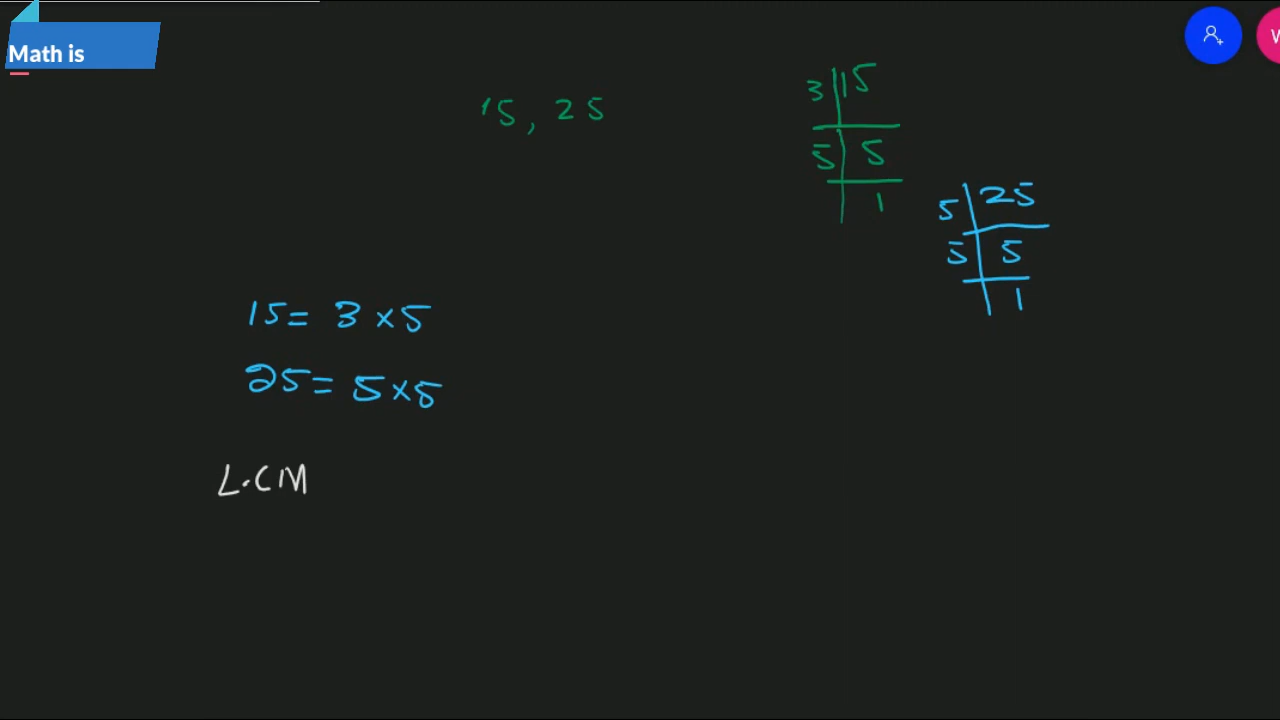 Math is
15, 25
3 15
5 5
1
5 25
5 5
1
15 = 3 × 5
25 = 5 × 5
L.CM